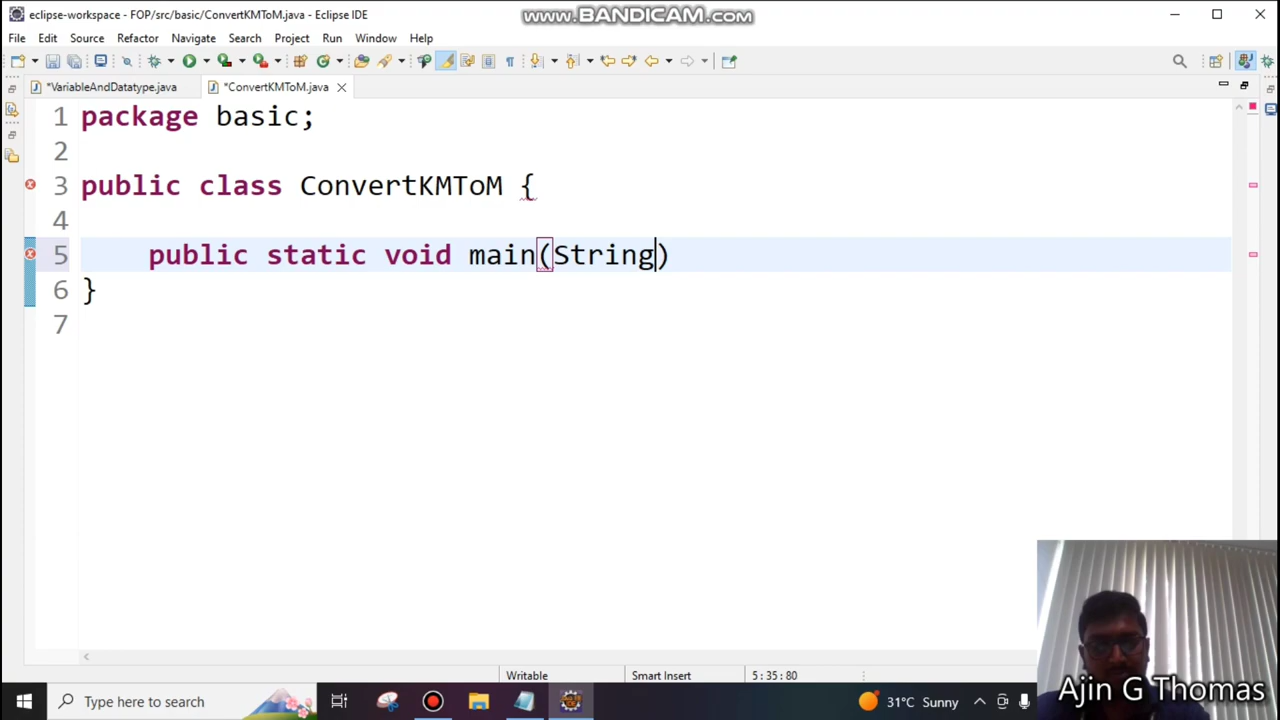 eclipse-workspace - FOP/src/basic/ConvertKMToM.java - Eclipse IDE
www.BANDICAM.com
File Edit Source Refactor Navigate Search Project Run Window Help
*VariableAndDatatype.java
*ConvertKMToM.java
1 package basic;
2
3 public class ConvertKMToM {
4
5 public static void main(String)
6 }
7
Writable
Smart Insert
5 : 35 : 80
Type here to search
31°C Sunny
Ajin G Thomas